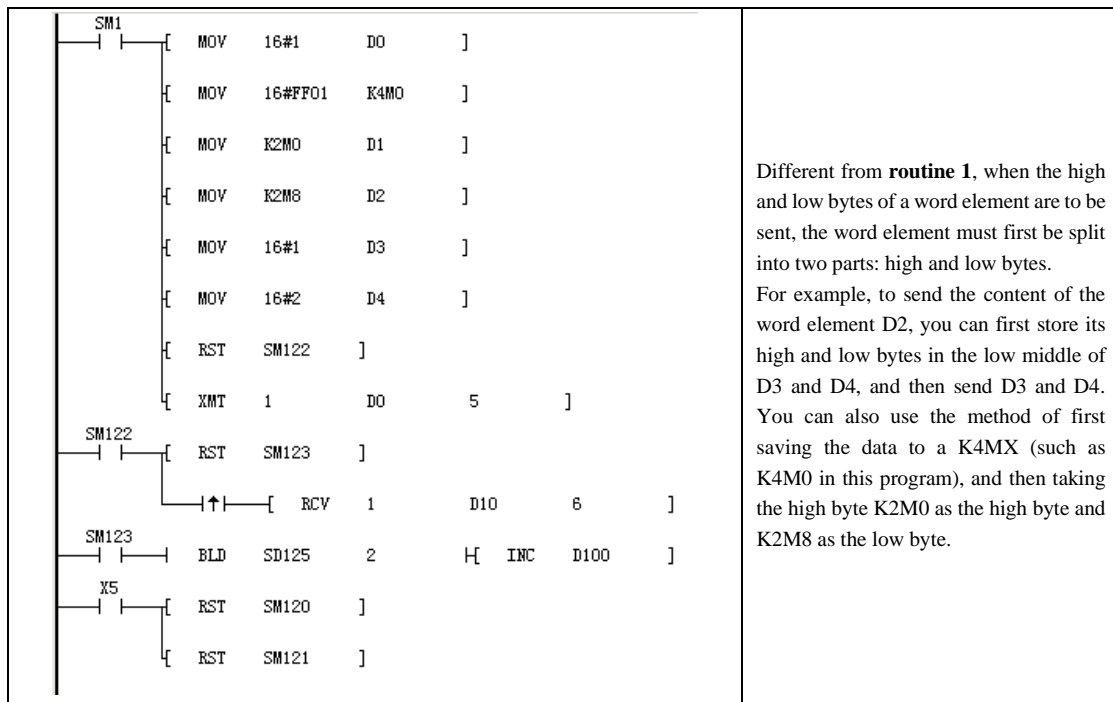 SM1
[ MOV 16#1 D0 ]
[ MOV 16#FF01 K4M0 ]
[ MOV K2M0 D1 ]
[ MOV K2M8 D2 ]
[ MOV 16#1 D3 ]
[ MOV 16#2 D4 ]
[ RST SM122 ]
[ XMT 1 D0 5 ]
SM122
[ RST SM123 ]
[ RCV 1 D10 6 ]
SM123
BLD SD125 2 [ INC D100 ]
X5
[ RST SM120 ]
[ RST SM121 ]
Different from routine 1, when the high
and low bytes of a word element are to be
sent, the word element must first be split
into two parts: high and low bytes.
For example, to send the content of the
word element D2, you can first store its
high and low bytes in the low middle of
D3 and D4, and then send D3 and D4.
You can also use the method of first
saving the data to a K4MX (such as
K4M0 in this program), and then taking
the high byte K2M0 as the high byte and
K2M8 as the low byte.